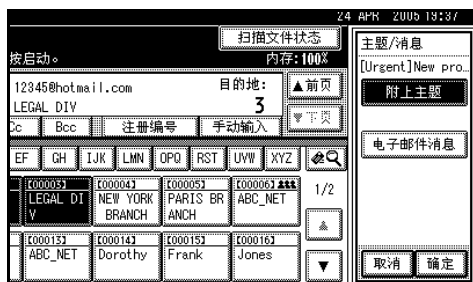 24 APR 2005 19:37
扫描文件状态
按启动。
内存:100%
12345@hotmail.com
LEGAL DIV
目的地:
3
▲前页
▼下页
Cc
Bcc
注册编号
手动输入
EF
GH
IJK
LMN
OPQ
RST
UVW
XYZ
[00003]
LEGAL DI
V
[00004]
NEW YORK
BRANCH
[00005]
PARIS BR
ANCH
[00006]
ABC_NET
1/2
[00013]
ABC_NET
[00014]
Dorothy
[00015]
Frank
[00016]
Jones
▲
▼
主题/消息
[Urgent]New pro...
附上主题
电子邮件消息
取消
确定